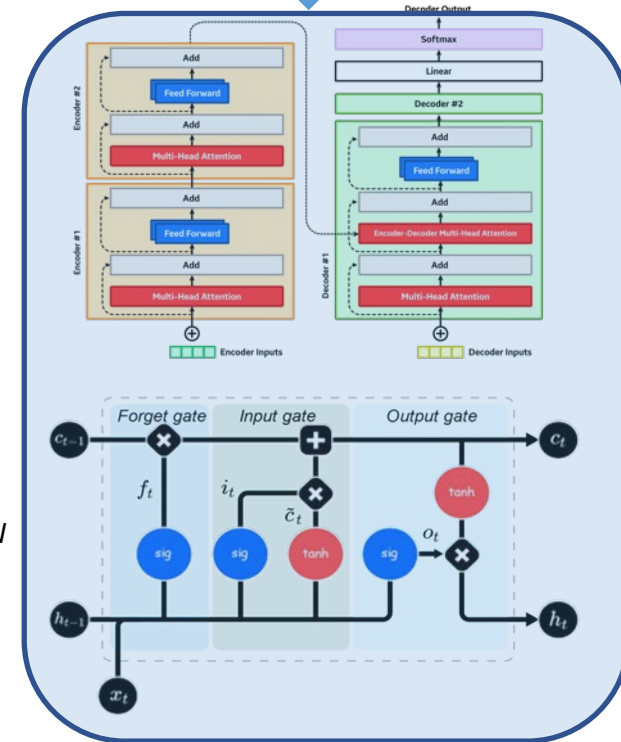 Decoder Output
Softmax
Linear
Decoder #2
Add
Feed Forward
Add
Encoder-Decoder Multi-Head Attention
Add
Multi-Head Attention
Decoder #1
Decoder Inputs
Encoder #2
Add
Feed Forward
Add
Multi-Head Attention
Encoder #1
Add
Feed Forward
Add
Multi-Head Attention
Encoder Inputs
Forget gate
Input gate
Output gate
c_{t-1}
c_t
f_t
i_t
c̃_t
tanh
sig
sig
tanh
sig
o_t
h_{t-1}
h_t
x_t